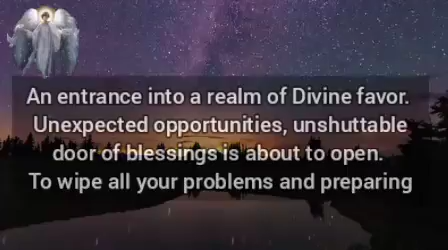 An entrance into a realm of Divine favor.
Unexpected opportunities, unshuttable
door of blessings is about to open.
To wipe all your problems and preparing